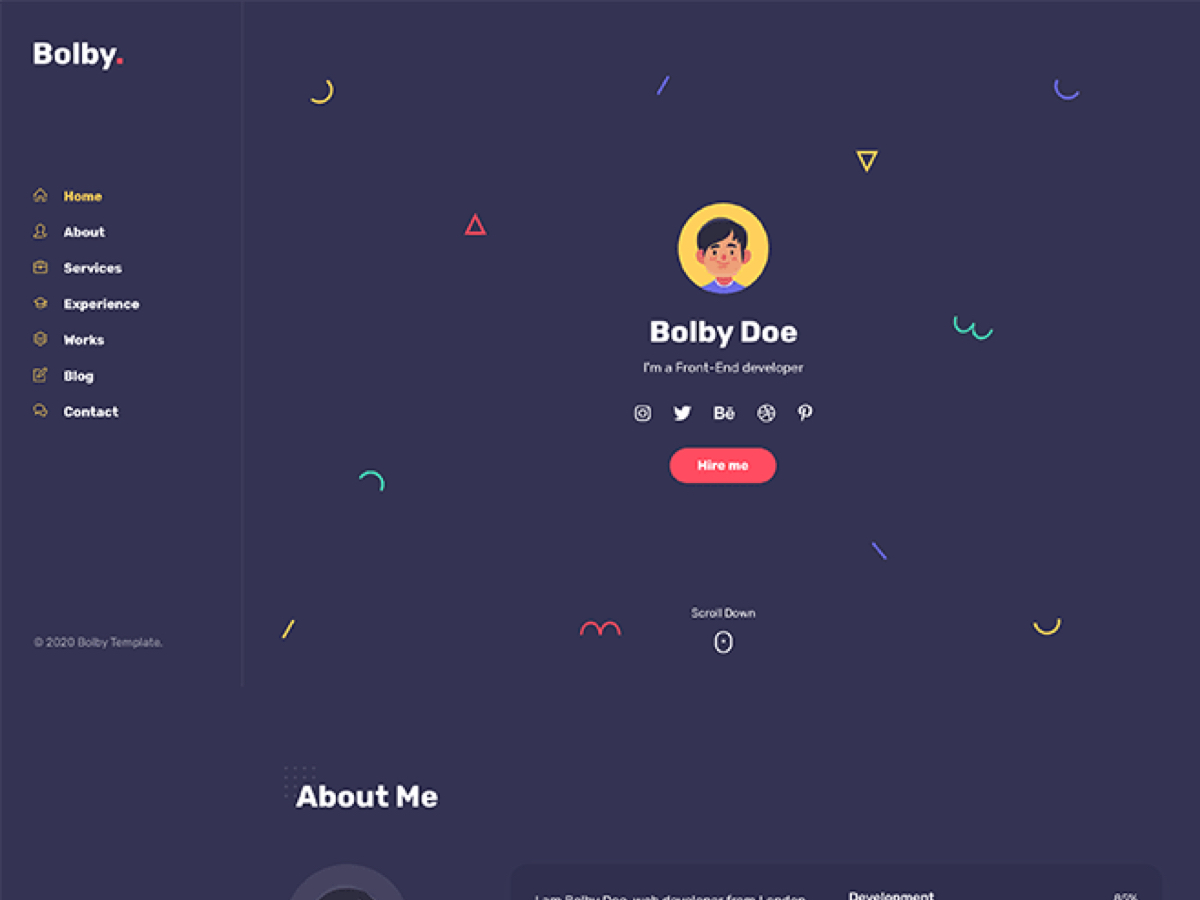 Bolby.
Home
About
Services
Experience
Works
Blog
Contact
© 2020 Bolby Template.
Bolby Doe
I'm a Front-End developer
Bē
Hire me
Scroll Down
About Me
I am Bolby Doe, web developer from London
Development
85%